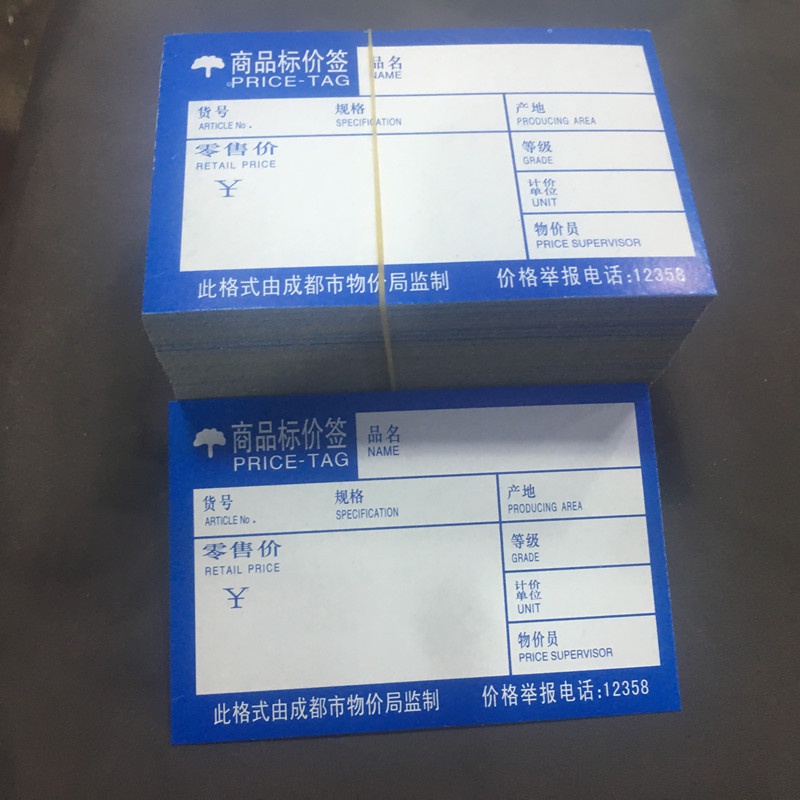 商品标价签
PRICE-TAG
品名
NAME
货号
ARTICLE No.
规格
SPECIFICATION
产地
PRODUCING AREA
零售价
RETAIL PRICE
¥
等级
GRADE
计价
单位
UNIT
物价员
PRICE SUPERVISOR
此格式由成都市物价局监制
价格举报电话:12358
商品标价签
PRICE-TAG
品名
NAME
货号
ARTICLE No.
规格
SPECIFICATION
产地
PRODUCING AREA
零售价
RETAIL PRICE
¥
等级
GRADE
计价
单位
UNIT
物价员
PRICE SUPERVISOR
此格式由成都市物价局监制
价格举报电话:12358